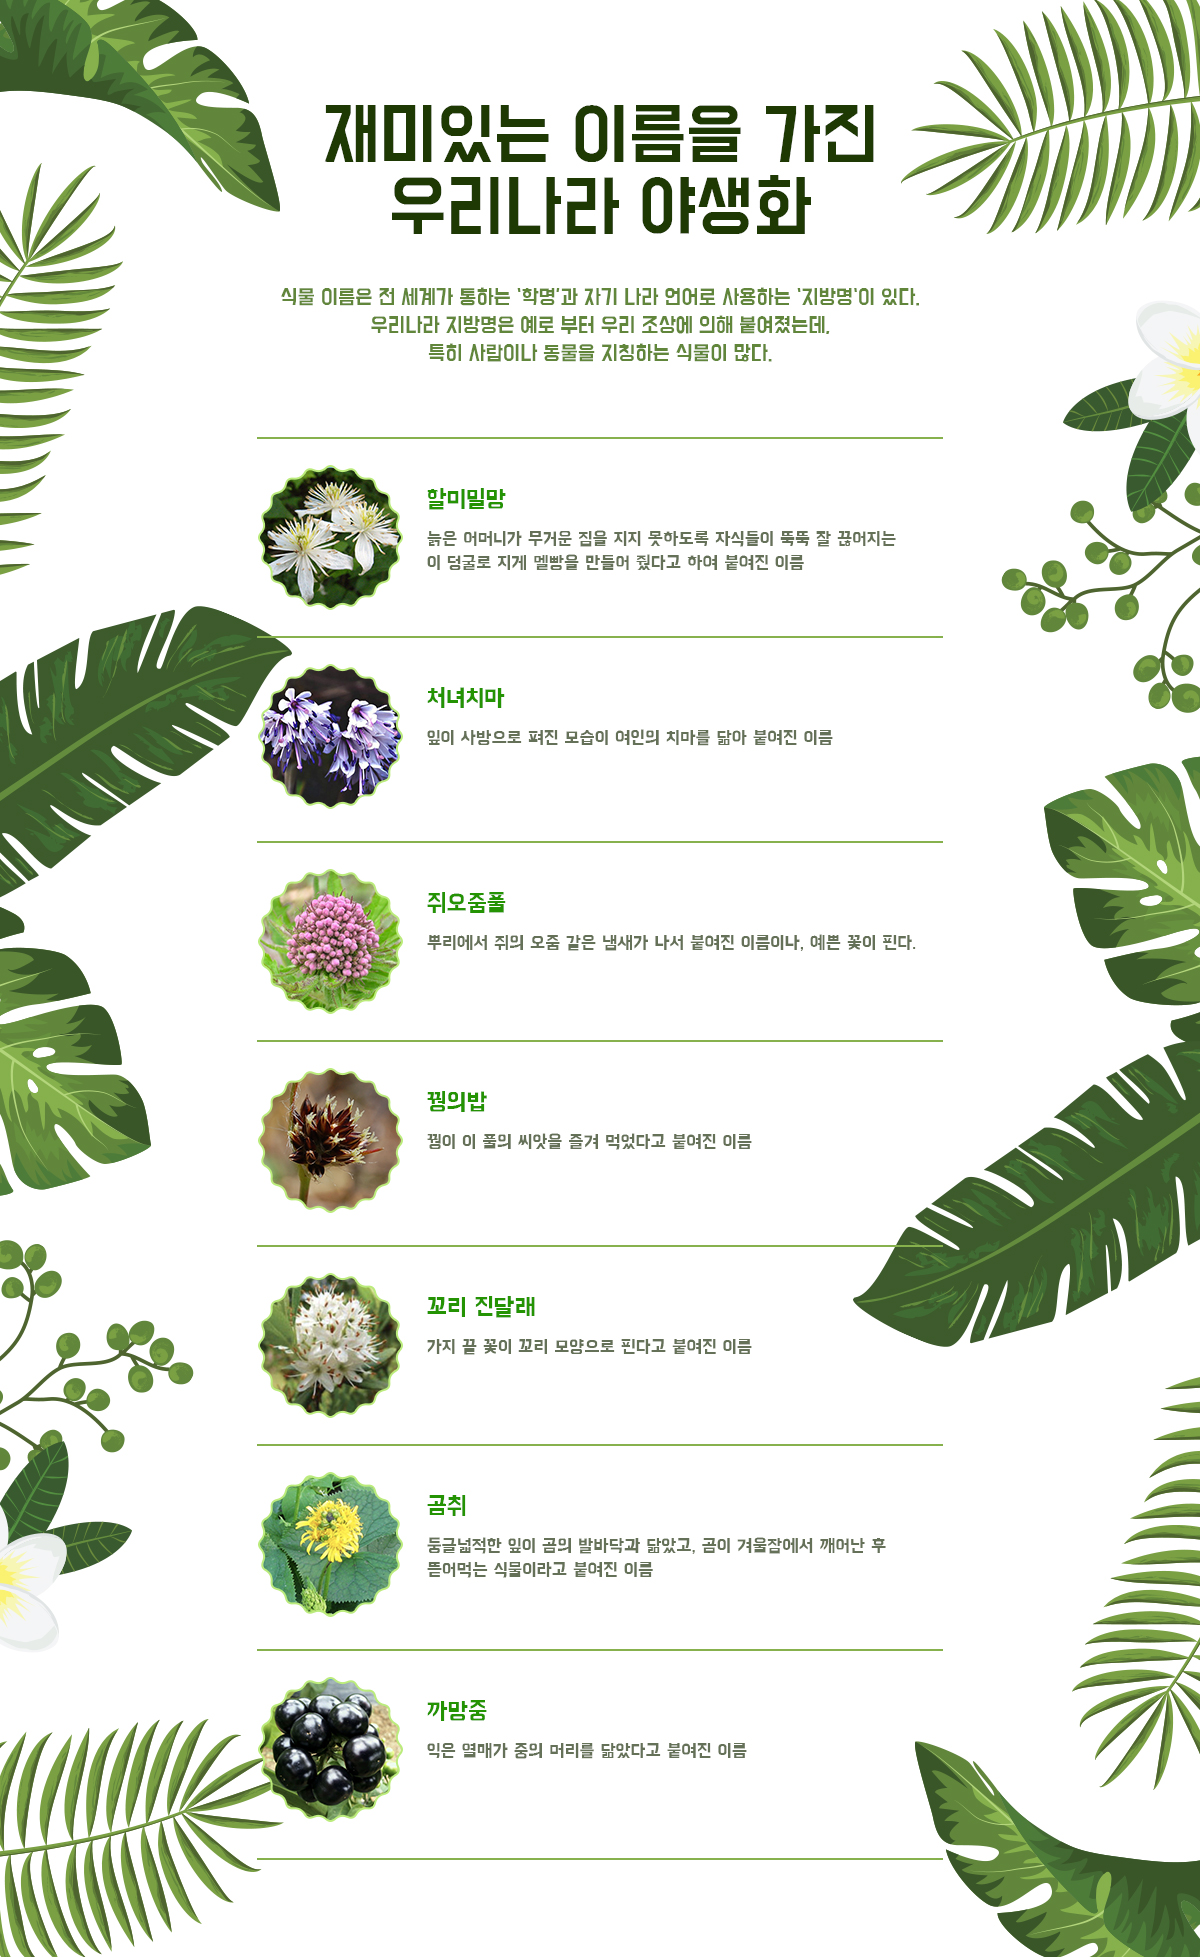 재미있는 이름을 가진
우리나라 야생화
식물 이름은 전 세계가 통하는 '학명'과 자기 나라 언어로 사용하는 '지방명'이 있다.
우리나라 지방명은 예로 부터 우리 조상에 의해 붙여졌는데,
특히 사람이나 동물을 지칭하는 식물이 많다.
할미밀망
늙은 어머니가 무거운 짐을 지지 못하도록 자식들이 뚝뚝 잘 끊어지는
이 덩굴로 지게 멜빵을 만들어 줬다고 하여 붙여진 이름
처녀치마
잎이 사방으로 펴진 모습이 여인의 치마를 닮아 붙여진 이름
쥐오줌풀
뿌리에서 쥐의 오줌 같은 냄새가 나서 붙여진 이름이나, 예쁜 꽃이 핀다.
꿩의밥
꿩이 이 풀의 씨앗을 즐겨 먹었다고 붙여진 이름
꼬리 진달래
가지 끝 꽃이 꼬리 모양으로 핀다고 붙여진 이름
곰취
둥글넓적한 잎이 곰의 발바닥과 닮았고, 곰이 겨울잠에서 깨어난 후
뜯어먹는 식물이라고 붙여진 이름
까망중
익은 열매가 중의 머리를 닮았다고 붙여진 이름